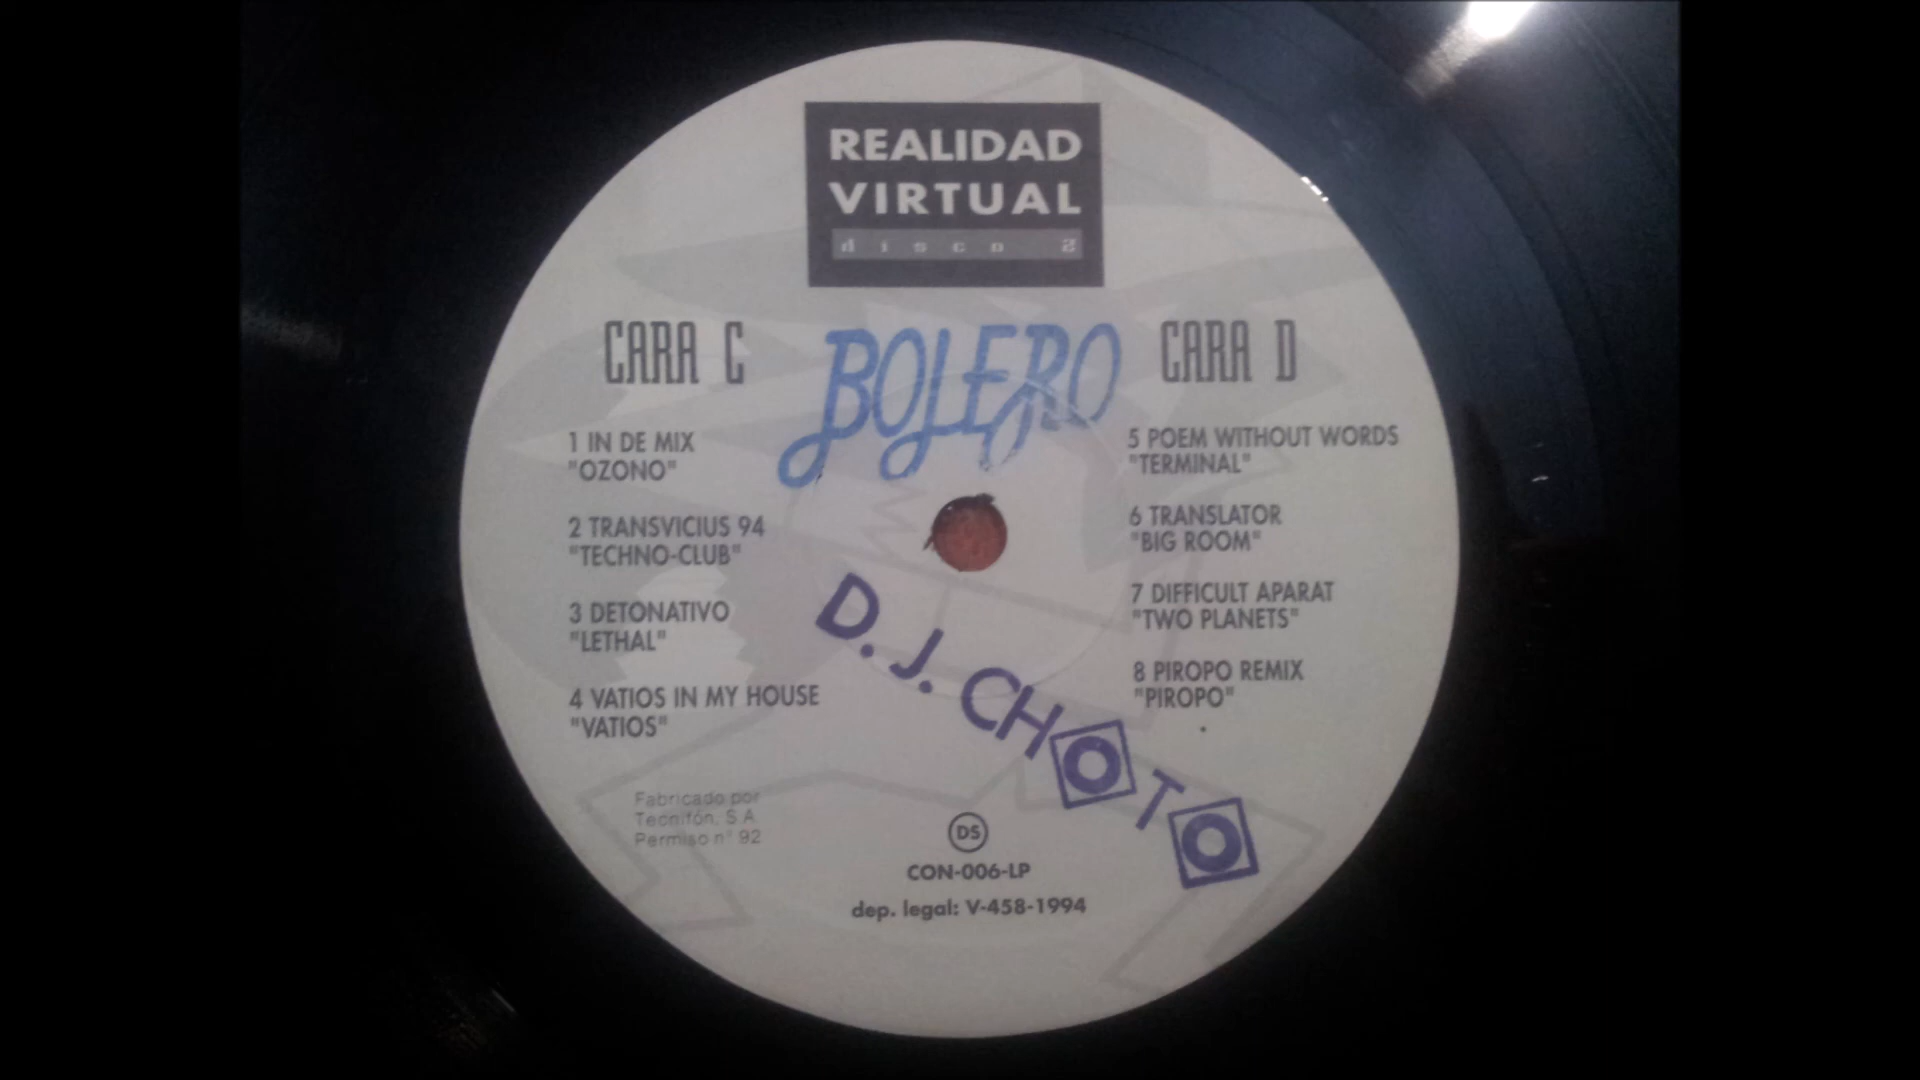 REALIDAD
VIRTUAL
disco 2
BOLERO
CARA C
1 IN DE MIX
"OZONO"
2 TRANSVICIUS 94
"TECHNO-CLUB"
3 DETONATIVO
"LETHAL"
4 VATIOS IN MY HOUSE
"VATIOS"
CARA D
5 POEM WITHOUT WORDS
"TERMINAL"
6 TRANSLATOR
"BIG ROOM"
7 DIFFICULT APARAT
"TWO PLANETS"
8 PIROPO REMIX
"PIROPO"
D.J. CHOTO
Fabricado por
Tecnifón, S.A.
Permiso n° 92
DS
CON-006-LP
dep. legal: V-458-1994